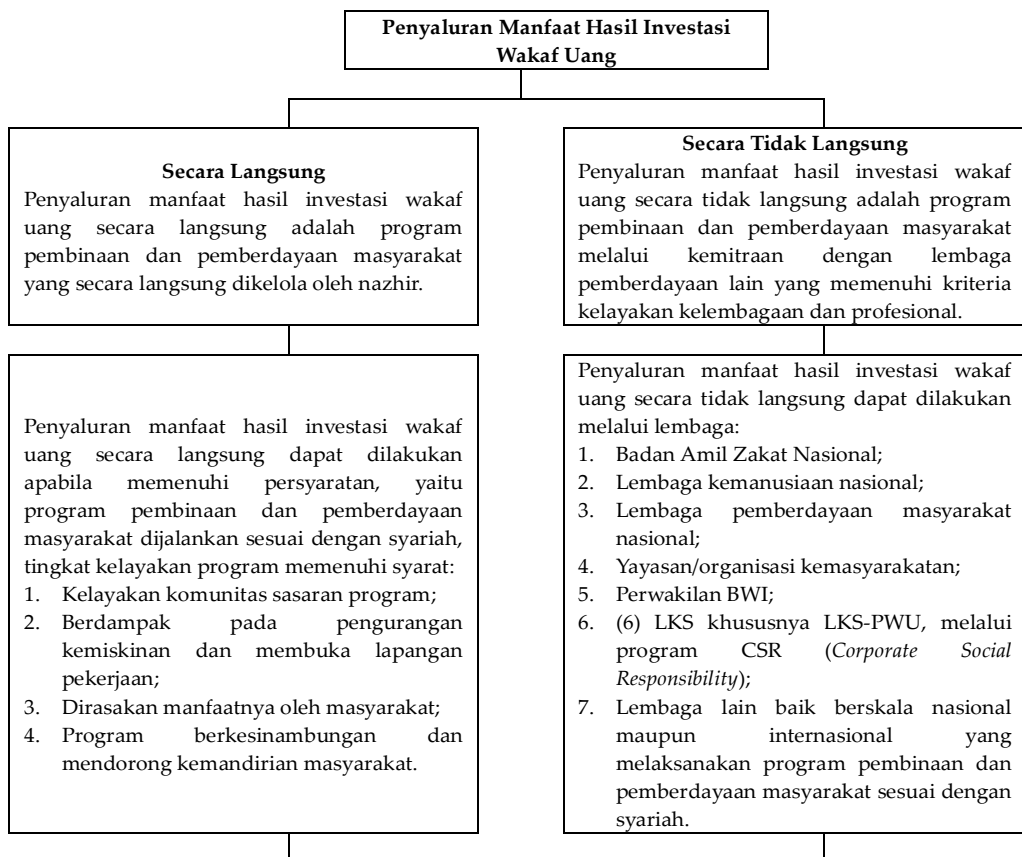 Penyaluran Manfaat Hasil Investasi
Wakaf Uang
Secara Langsung
Penyaluran manfaat hasil investasi wakaf
uang secara langsung adalah program
pembinaan dan pemberdayaan masyarakat
yang secara langsung dikelola oleh nazhir.
Secara Tidak Langsung
Penyaluran manfaat hasil investasi wakaf
uang secara tidak langsung adalah program
pembinaan dan pemberdayaan masyarakat
melalui kemitraan dengan lembaga
pemberdayaan lain yang memenuhi kriteria
kelayakan kelembagaan dan profesional.
Penyaluran manfaat hasil investasi wakaf
uang secara langsung dapat dilakukan
apabila memenuhi persyaratan, yaitu
program pembinaan dan pemberdayaan
masyarakat dijalankan sesuai dengan syariah,
tingkat kelayakan program memenuhi syarat:
1. Kelayakan komunitas sasaran program;
2. Berdampak pada pengurangan
kemiskinan dan membuka lapangan
pekerjaan;
3. Dirasakan manfaatnya oleh masyarakat;
4. Program berkesinambungan dan
mendorong kemandirian masyarakat.
Penyaluran manfaat hasil investasi wakaf
uang secara tidak langsung dapat dilakukan
melalui lembaga:
1. Badan Amil Zakat Nasional;
2. Lembaga kemanusiaan nasional;
3. Lembaga pemberdayaan masyarakat
nasional;
4. Yayasan/organisasi kemasyarakatan;
5. Perwakilan BWI;
6. (6) LKS khususnya LKS-PWU, melalui
program CSR (Corporate Social
Responsibility);
7. Lembaga lain baik berskala nasional
maupun internasional yang
melaksanakan program pembinaan dan
pemberdayaan masyarakat sesuai dengan
syariah.